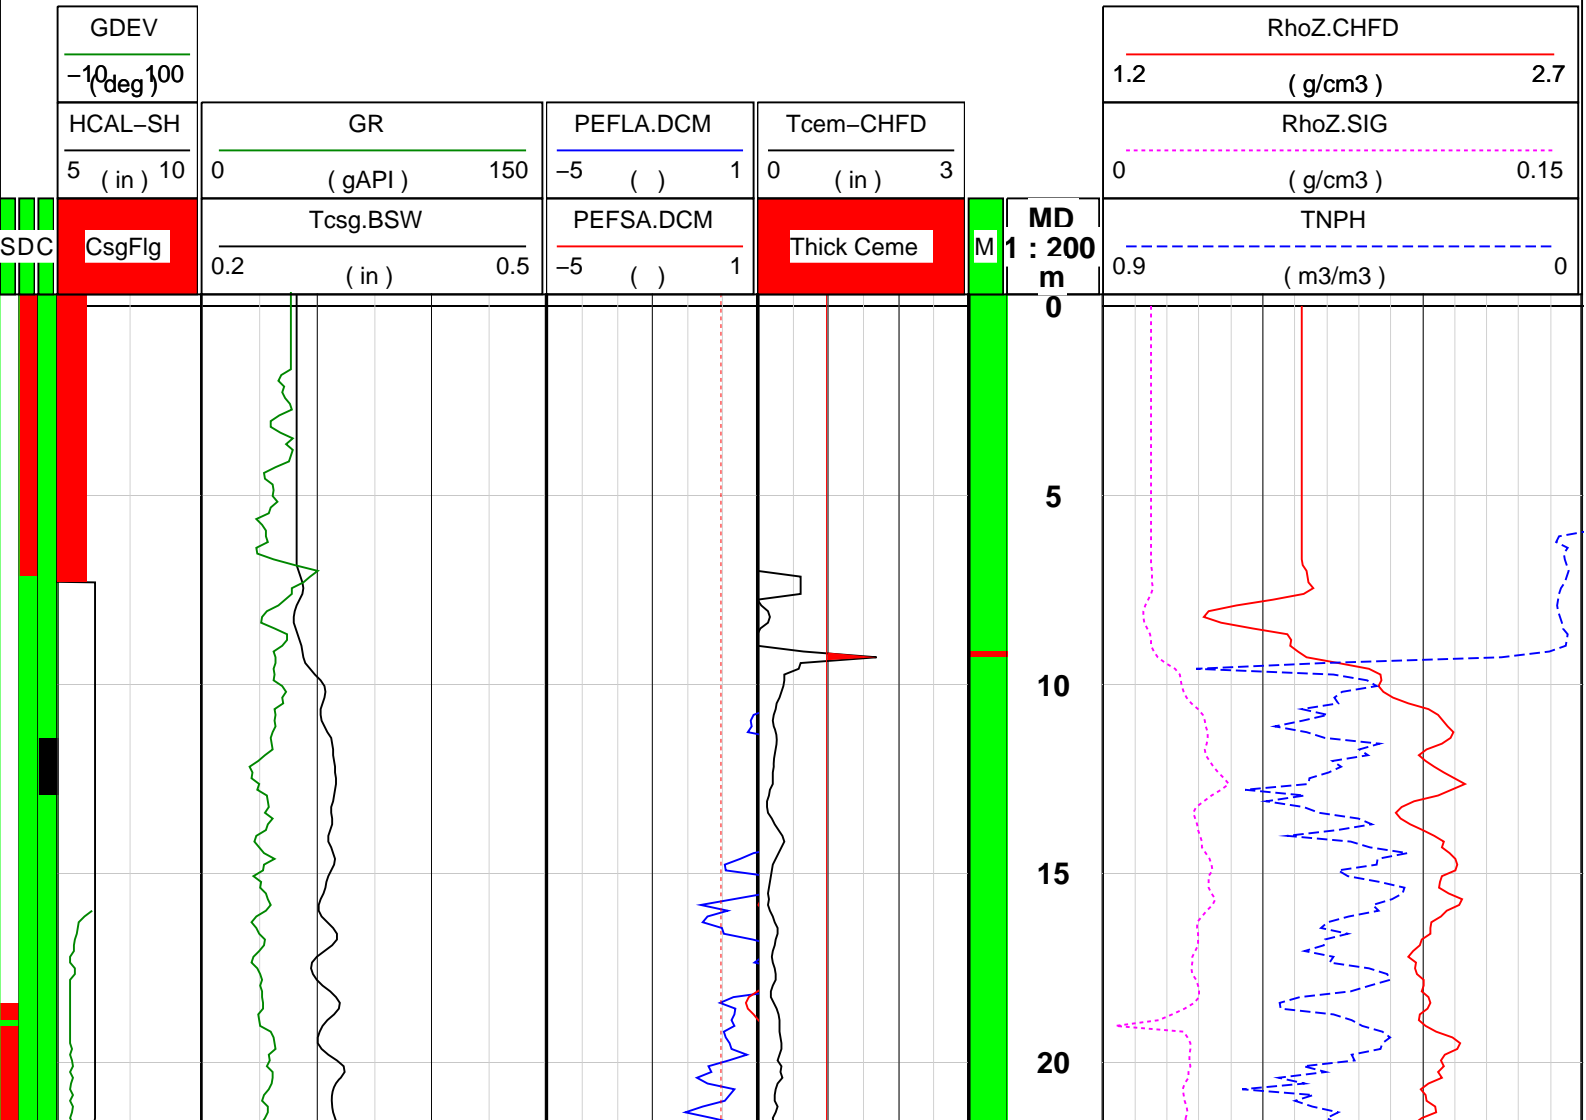 GDEV
−10 ( deg ) 100
HCAL−SH
5 ( in ) 10
CsgFlg
GR
0 ( gAPI ) 150
Tcsg.BSW
0.2 ( in ) 0.5
PEFLA.DCM
−5 ( ) 1
PEFSA.DCM
−5 ( ) 1
Tcem−CHFD
0 ( in ) 3
Thick Ceme
RhoZ.CHFD
1.2 ( g/cm3 ) 2.7
RhoZ.SIG
0 ( g/cm3 ) 0.15
TNPH
0.9 ( m3/m3 ) 0
S D C
M
MD
1 : 200
m
0
5
10
15
20